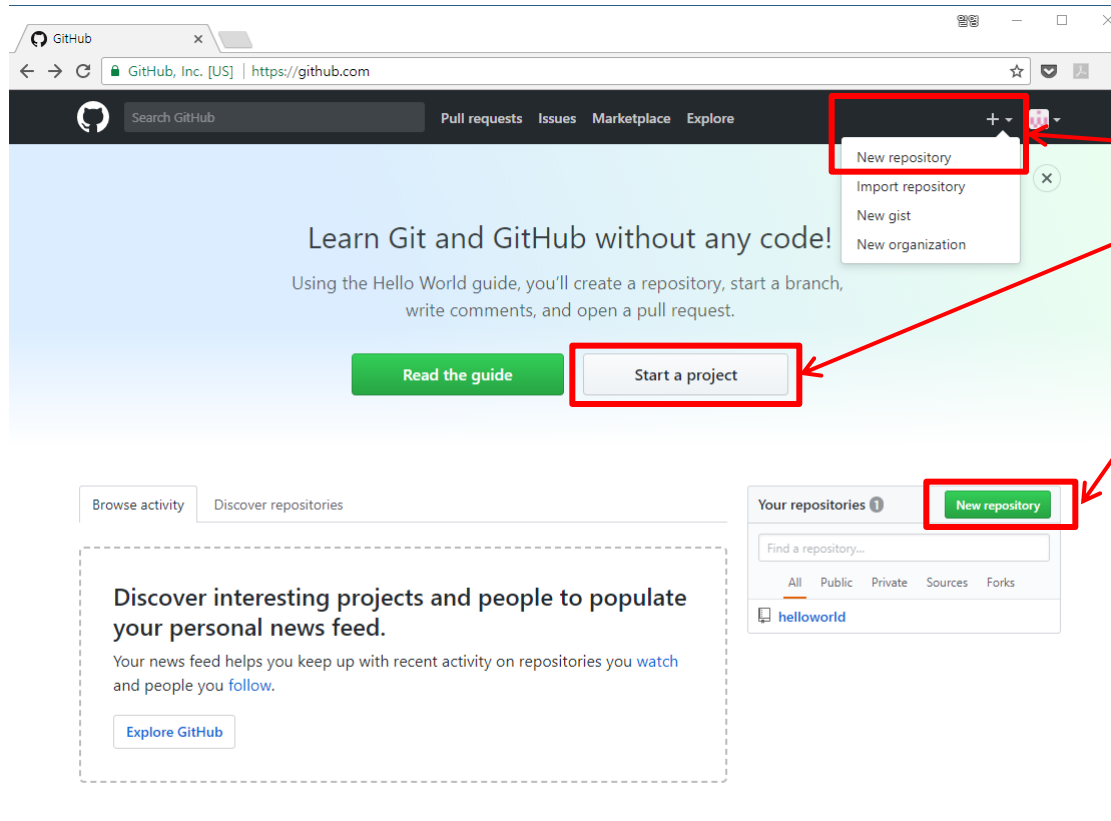 GitHub
GitHub, Inc. [US] | https://github.com
Search GitHub
Pull requests Issues Marketplace Explore
New repository
Import repository
New gist
New organization
Learn Git and GitHub without any code!
Using the Hello World guide, you'll create a repository, start a branch,
write comments, and open a pull request.
Read the guide
Start a project
Browse activity
Discover repositories
Your repositories 1
New repository
Find a repository...
All Public Private Sources Forks
helloworld
Discover interesting projects and people to populate
your personal news feed.
Your news feed helps you keep up with recent activity on repositories you watch
and people you follow.
Explore GitHub